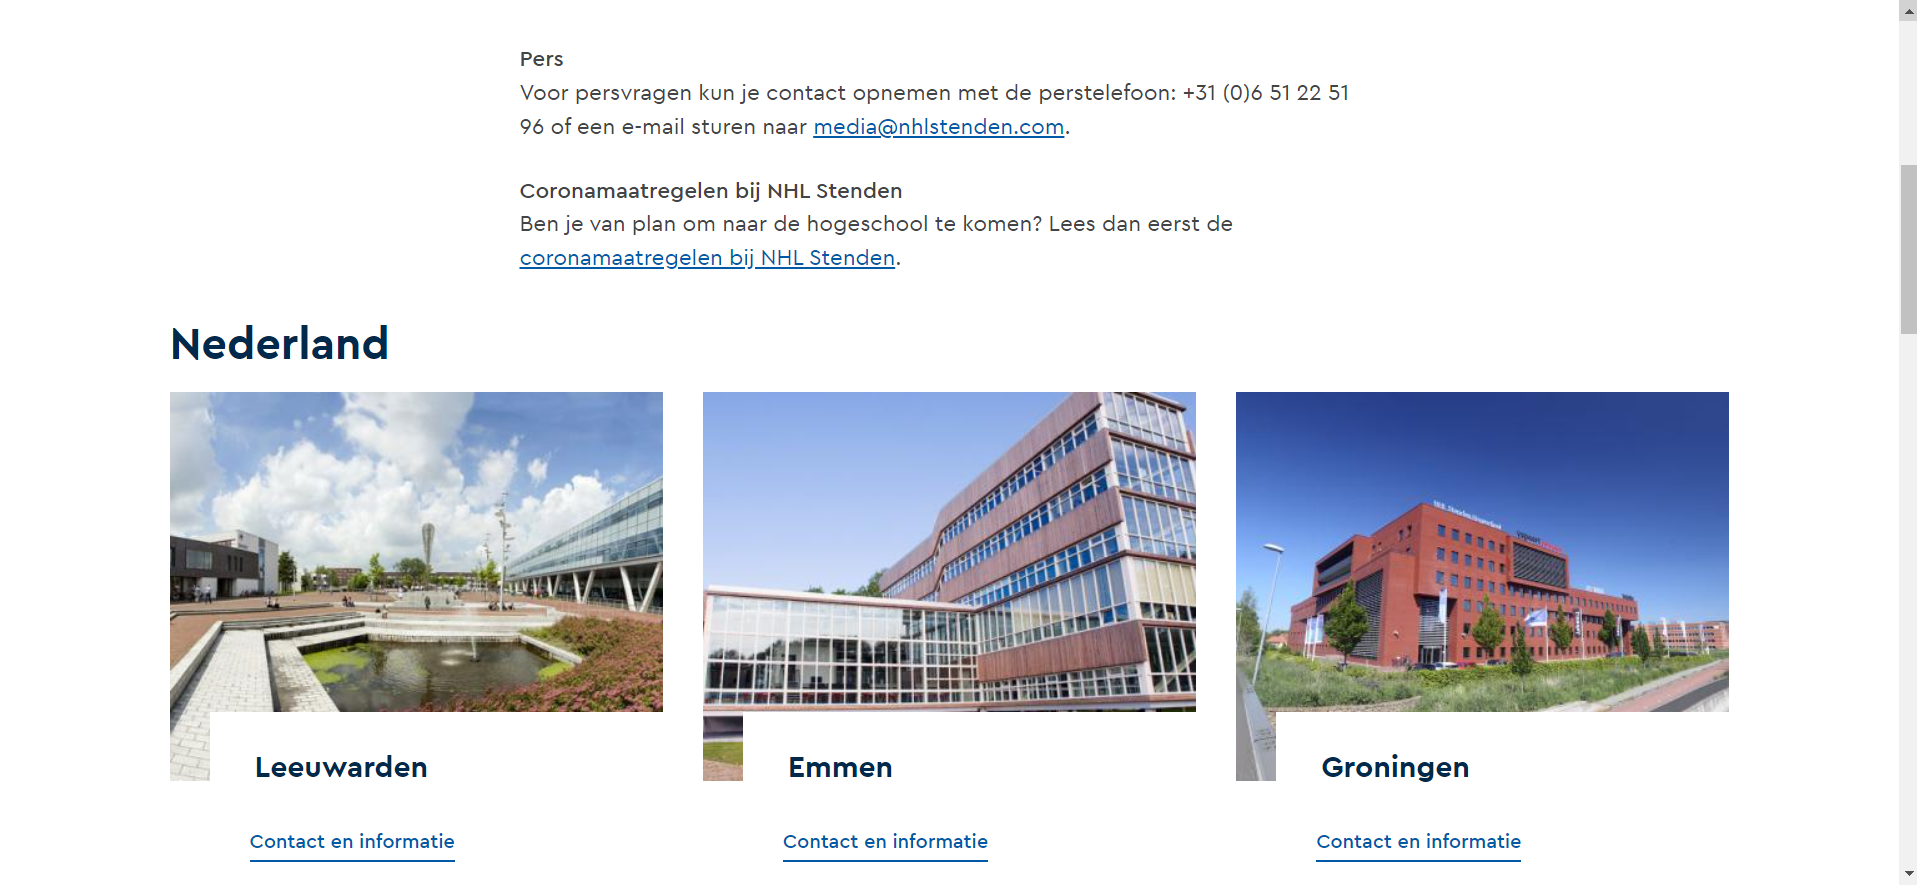 Pers
Voor persvragen kun je contact opnemen met de perstelefoon: +31 (0)6 51 22 51
96 of een e-mail sturen naar media@nhlstenden.com.
Coronamaatregelen bij NHL Stenden
Ben je van plan om naar de hogeschool te komen? Lees dan eerst de
coronamaatregelen bij NHL Stenden.
Nederland
NHL Stenden Hogeschool
Leeuwarden
Emmen
Groningen
Contact en informatie
Contact en informatie
Contact en informatie